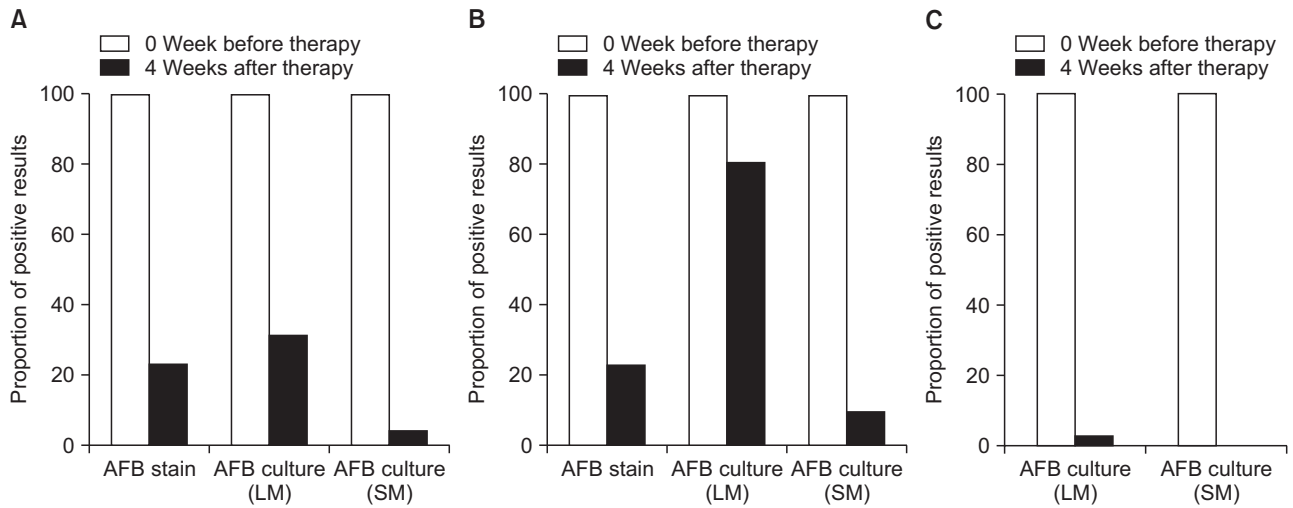 A
0 Week before therapy
4 Weeks after therapy
Proportion of positive results
100
80
60
40
20
0
AFB stain
AFB culture
(LM)
AFB culture
(SM)
B
0 Week before therapy
4 Weeks after therapy
Proportion of positive results
100
80
60
40
20
0
AFB stain
AFB culture
(LM)
AFB culture
(SM)
C
0 Week before therapy
4 Weeks after therapy
Proportion of positive results
100
80
60
40
20
0
AFB culture
(LM)
AFB culture
(SM)